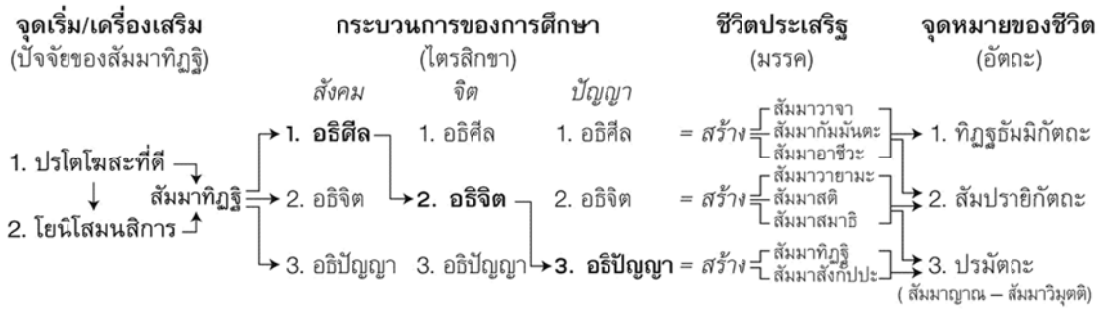 จุดเริ่ม/เครื่องเสริม กระบวนการของการศึกษา ชีวิตประเสริฐ จุดหมายของชีวิต
(ปัจจัยของสัมมาทิฏฐิ) (ไตรสิกขา) (มรรค) (อัตถะ)
สังคม จิต ปัญญา
สัมมาวาจา
1. อธิศีล 1. อธิศีล 1. อธิศีล = สร้าง สัมมากัมมันตะ 1. ทิฏฐธัมมิกัตถะ
สัมมาอาชีวะ
1. ปรโตโฆสะที่ดี
สัมมาวายามะ
สัมมาทิฏฐิ 2. อธิจิต 2. อธิจิต 2. อธิจิต = สร้าง สัมมาสติ 2. สัมปรายิกัตถะ
สัมมาสมาธิ
2. โยนิโสมนสิการ
สัมมาทิฏฐิ
3. อธิปัญญา 3. อธิปัญญา 3. อธิปัญญา = สร้าง สัมมาสังกัปปะ 3. ปรมัตถะ
( สัมมาญาณ – สัมมาวิมุตติ)